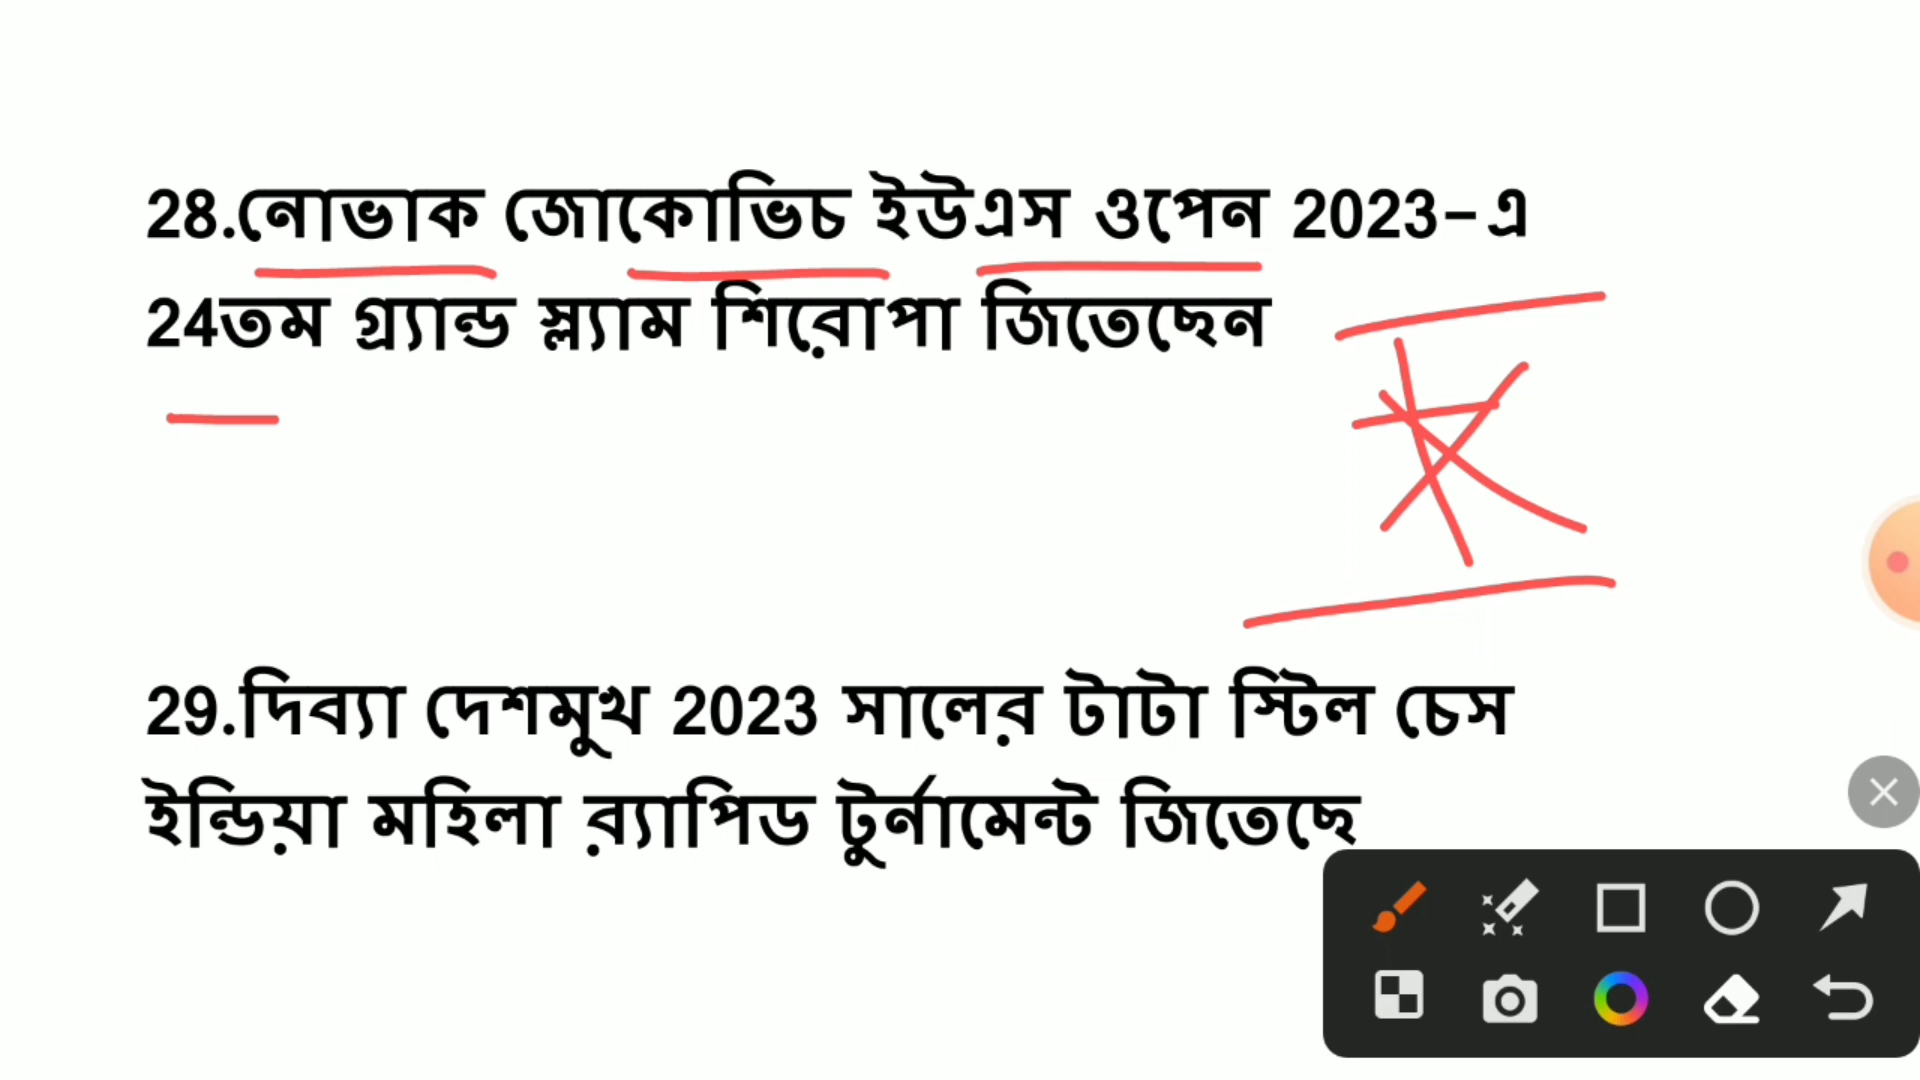 28.নোভাক জোকোভিচ ইউএস ওপেন 2023-এ
24তম গ্র্যান্ড স্ল্যাম শিরোপা জিতেছেন
29.দিব্যা দেশমুখ 2023 সালের টাটা স্টিল চেস
ইন্ডিয়া মহিলা র‍্যাপিড টুর্নামেন্ট জিতেছে